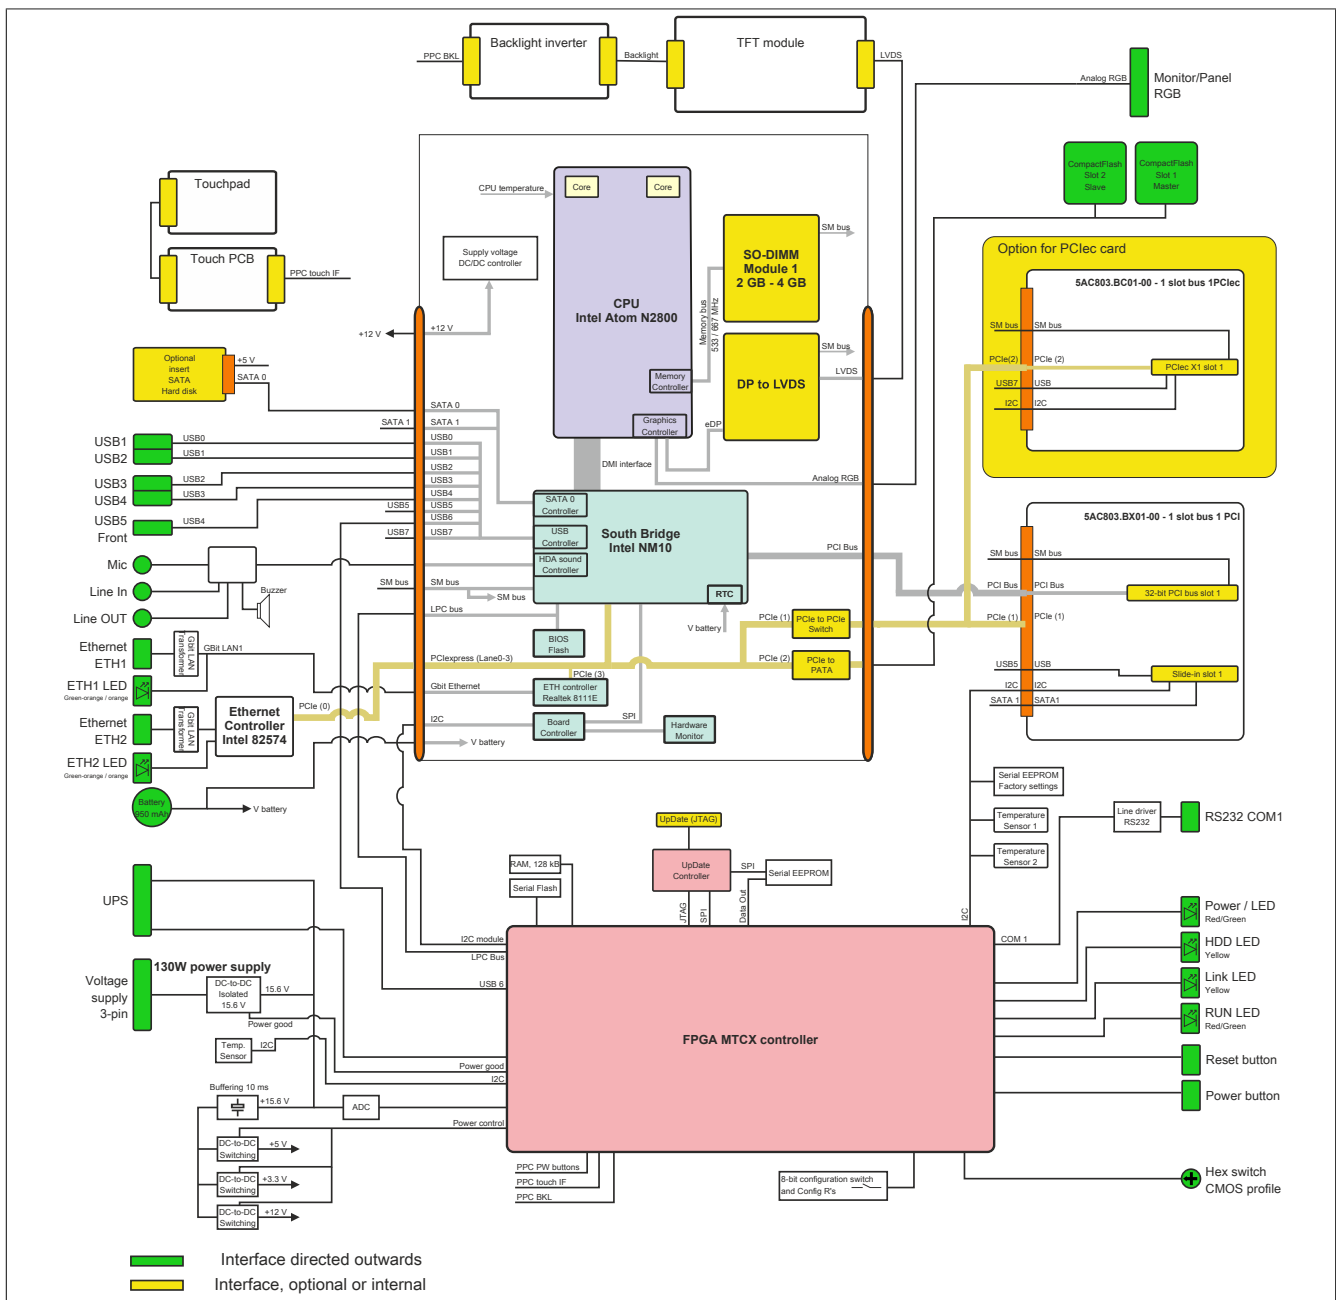 Backlight inverter
TFT module
PPC BKL
Backlight
LVDS
Analog RGB
Monitor/Panel
RGB
CompactFlash
Slot 2
Slave
CompactFlash
Slot 1
Master
Touchpad
Touch PCB
PPC touch IF
CPU temperature
Core
Core
Supply voltage
DC/DC controller
CPU
Intel Atom N2800
Memory bus
533 / 667 MHz
SO-DIMM
Module 1
2 GB - 4 GB
SM bus
DP to LVDS
SM bus
LVDS
Memory
Controller
Graphics
Controller
eDP
DMI interface
Analog RGB
Option for PCIec card
5AC803.BC01-00 - 1 slot bus 1PCIec
SM bus
SM bus
PCIe(2)
PCIe (2)
PCIec X1 slot 1
USB7
USB
I2C
I2C
+12 V
+12 V
Optional
insert
SATA
Hard disk
+5 V
SATA 0
SATA 0
SATA 1
SATA 1
USB1
USB2
USB0
USB1
USB0
USB1
USB3
USB4
USB2
USB3
USB2
USB3
USB4
USB5
USB5
USB6
USB7
USB7
USB5
Front
USB4
SATA 0
Controller
USB
Controller
HDA sound
Controller
South Bridge
Intel NM10
RTC
PCI Bus
V battery
5AC803.BX01-00 - 1 slot bus 1 PCI
SM bus
SM bus
PCI Bus
PCI Bus
32-bit PCI bus slot 1
PCIe (1)
PCIe (1)
USB5
USB
Slide-in slot 1
I2C
I2C
SATA 1
SATA1
Mic
Line In
Line OUT
Buzzer
SM bus
SM bus
SM bus
LPC bus
BIOS
Flash
PCIe (1)
PCIe to PCIe
Switch
PCIe (2)
PCIe to
PATA
PCIexpress (Lane0-3)
PCIe (3)
Gbit Ethernet
ETH controller
Realtek 8111E
I2C
Board
Controller
SPI
Hardware
Monitor
V battery
Ethernet
ETH1
Gbit LAN
Transformer
GBit LAN1
ETH1 LED
Green-orange / orange
Ethernet
ETH2
Gbit LAN
Transformer
Ethernet
Controller
Intel 82574
PCIe (0)
ETH2 LED
Green-orange / orange
Battery
950 mAh
V battery
Serial EEPROM
Factory settings
Temperature
Sensor 1
Temperature
Sensor 2
I2C
Line driver
RS232
RS232 COM1
UpDate (JTAG)
UpDate
Controller
SPI
Serial EEPROM
JTAG
SPI
Data Out
RAM, 128 kB
Serial Flash
UPS
I2C module
LPC Bus
USB 6
COM 1
Power / LED
Red/Green
HDD LED
Yellow
Link LED
Yellow
RUN LED
Red/Green
Reset button
Power button
130W power supply
Voltage
supply
3-pin
DC-to-DC
Isolated
15.6 V
15.6 V
Power good
Temp.
Sensor
I2C
Power good
I2C
FPGA MTCX controller
Buffering 10 ms
+15.6 V
ADC
Power control
DC-to-DC
Switching
+5 V
DC-to-DC
Switching
+3.3 V
DC-to-DC
Switching
+12 V
PPC PW buttons
PPC touch IF
PPC BKL
8-bit configuration switch
and Config R's
Hex switch
CMOS profile
Interface directed outwards
Interface, optional or internal